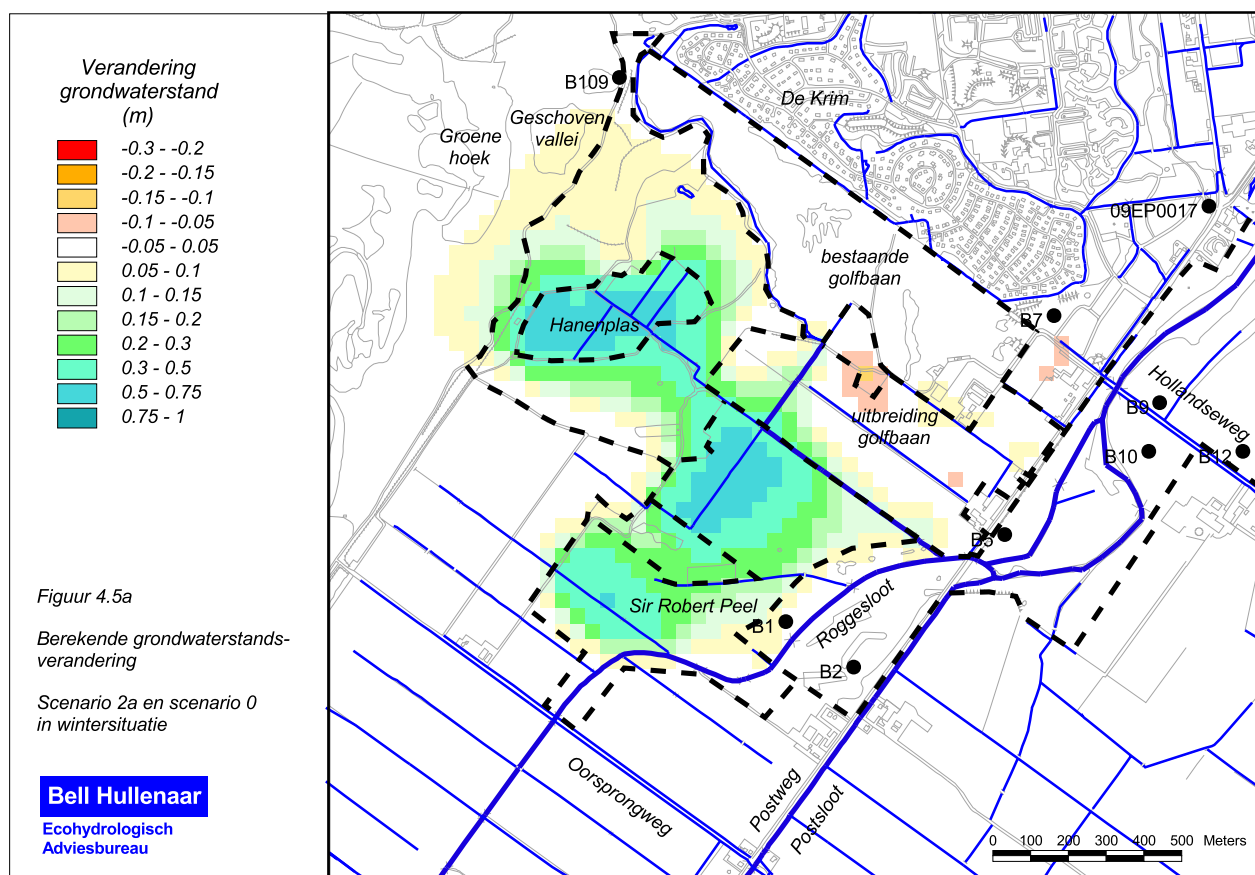 Verandering
grondwaterstand
(m)
-0.3 - -0.2
-0.2 - -0.15
-0.15 - -0.1
-0.1 - -0.05
-0.05 - 0.05
0.05 - 0.1
0.1 - 0.15
0.15 - 0.2
0.2 - 0.3
0.3 - 0.5
0.5 - 0.75
0.75 - 1
Figuur 4.5a
Berekende grondwaterstands-
verandering
Scenario 2a en scenario 0
in wintersituatie
Bell Hullenaar
Ecohydrologisch
Adviesbureau
B109
De Krim
Geschoven
vallei
Groene
hoek
09EP0017
bestaande
golfbaan
B7
Hanenplas
Hollandseweg
B9
uitbreiding
golfbaan
B10
B12
B5
Sir Robert Peel
B1
Roggesloot
B2
Oorsprongweg
Postweg
Postsloot
0 100 200 300 400 500 Meters